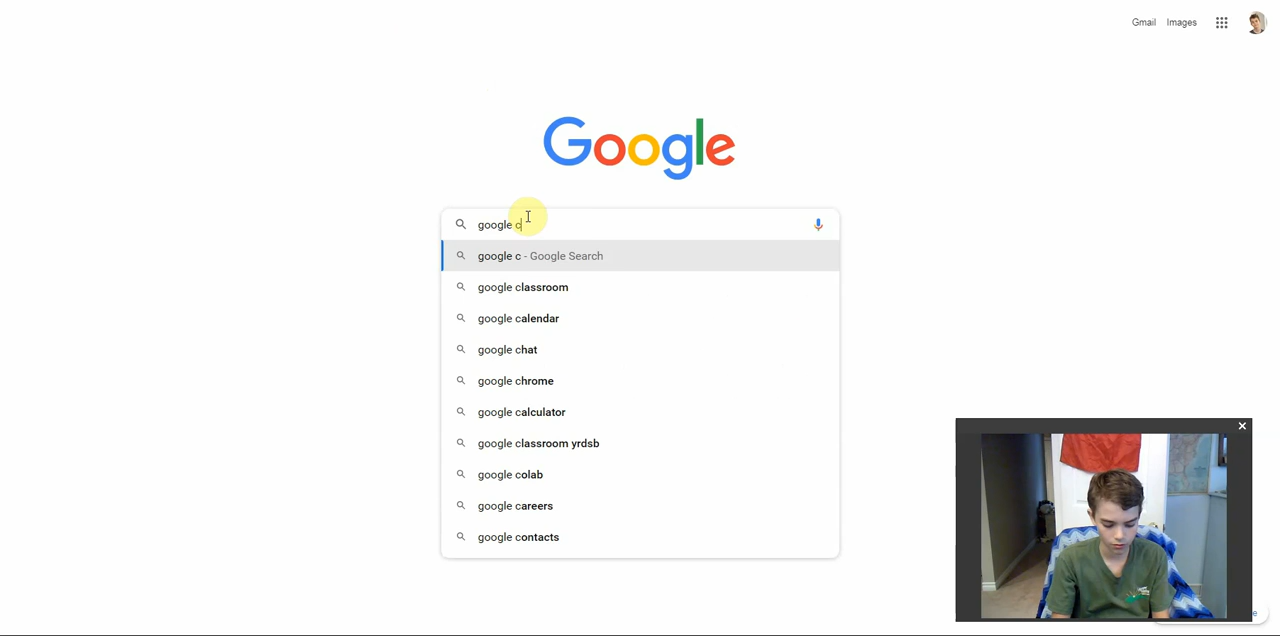 Gmail Images
Google
google c
google c - Google Search
google classroom
google calendar
google chat
google chrome
google calculator
google classroom yrdsb
google colab
google careers
google contacts